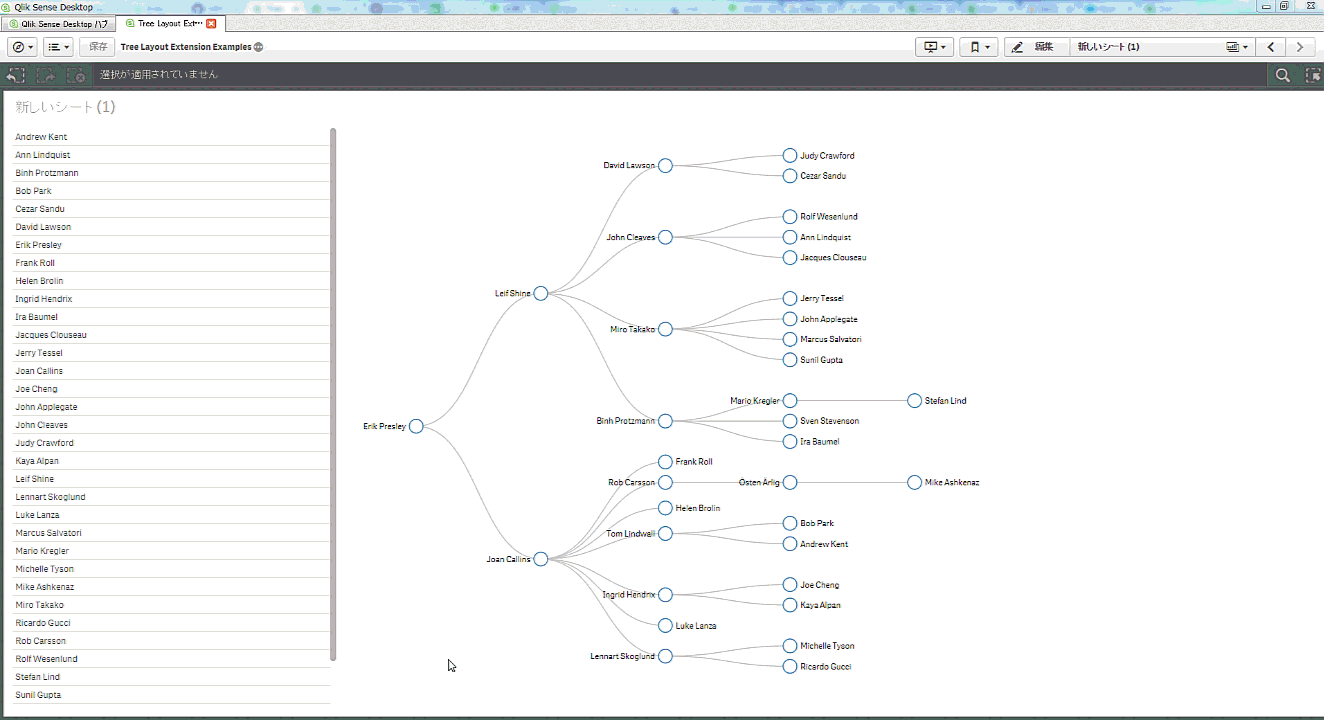 Qlik Sense Desktop
Qlik Sense Desktop ハブ
Tree Layout Ext…
保存
Tree Layout Extension Examples
編集
新しいシート (1)
選択が適用されていません
新しいシート (1)
Andrew Kent
Ann Lindquist
Binh Protzmann
Bob Park
Cezar Sandu
David Lawson
Erik Presley
Frank Roll
Helen Brolin
Ingrid Hendrix
Ira Baumel
Jacques Clouseau
Jerry Tessel
Joan Callins
Joe Cheng
John Applegate
John Cleaves
Judy Crawford
Kaya Alpan
Leif Shine
Lennart Skoglund
Luke Lanza
Marcus Salvatori
Mario Kregler
Michelle Tyson
Mike Ashkenaz
Miro Takako
Ricardo Gucci
Rob Carsson
Rolf Wesenlund
Stefan Lind
Sunil Gupta
Erik Presley
Leif Shine
David Lawson
Judy Crawford
Cezar Sandu
John Cleaves
Rolf Wesenlund
Ann Lindquist
Jacques Clouseau
Miro Takako
Jerry Tessel
John Applegate
Marcus Salvatori
Sunil Gupta
Binh Protzmann
Mario Kregler
Stefan Lind
Sven Stevenson
Ira Baumel
Joan Callins
Frank Roll
Rob Carsson
Östen Ärlig
Mike Ashkenaz
Helen Brolin
Tom Lindwall
Bob Park
Andrew Kent
Ingrid Hendrix
Joe Cheng
Kaya Alpan
Luke Lanza
Lennart Skoglund
Michelle Tyson
Ricardo Gucci